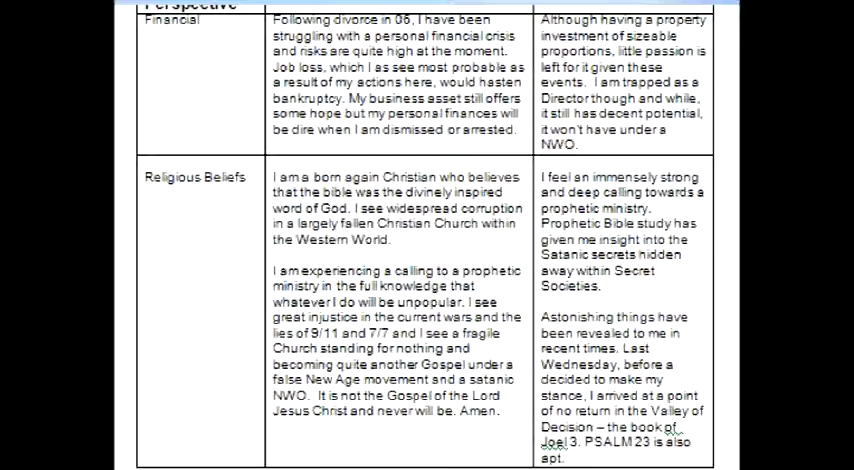 Perspective
Financial
Following divorce in 06, I have been
struggling with a personal financial crisis
and risks are quite high at the moment.
Job loss, which I as see most probable as
a result of my actions here, would hasten
bankruptcy. My business asset still offers
some hope but my personal finances will
be dire when I am dismissed or arrested.
Although having a property
investment of sizeable
proportions, little passion is
left for it given these
events. I am trapped as a
Director though and while,
it still has decent potential,
it won't have under a
NWO.
Religious Beliefs
I am a born again Christian who believes
that the bible was the divinely inspired
word of God. I see widespread corruption
in a largely fallen Christian Church within
the Western World.
I am experiencing a calling to a prophetic
ministry in the full knowledge that
whatever I do will be unpopular. I see
great injustice in the current wars and the
lies of 9/11 and 7/7 and I see a fragile
Church standing for nothing and
becoming quite another Gospel under a
false New Age movement and a satanic
NWO. It is not the Gospel of the Lord
Jesus Christ and never will be. Amen.
I feel an immensely strong
and deep calling towards a
prophetic ministry.
Prophetic Bible study has
given me insight into the
Satanic secrets hidden
away within Secret
Societies.
Astonishing things have
been revealed to me in
recent times. Last
Wednesday, before a
decided to make my
stance, I arrived at a point
of no return in the Valley of
Decision – the book of
Joel 3. PSALM 23 is also
apt.